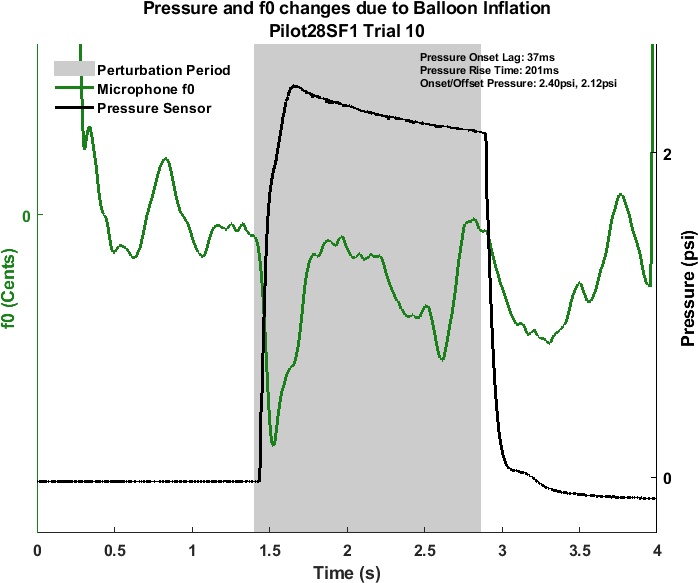 Pressure and f0 changes due to Balloon Inflation
Pilot28SF1 Trial 10
Pressure Onset Lag: 37ms
Pressure Rise Time: 201ms
Onset/Offset Pressure: 2.40psi, 2.12psi
Perturbation Period
Microphone f0
Pressure Sensor
f0 (Cents)
0
Pressure (psi)
2
0
0 0.5 1 1.5 2 2.5 3 3.5 4
Time (s)